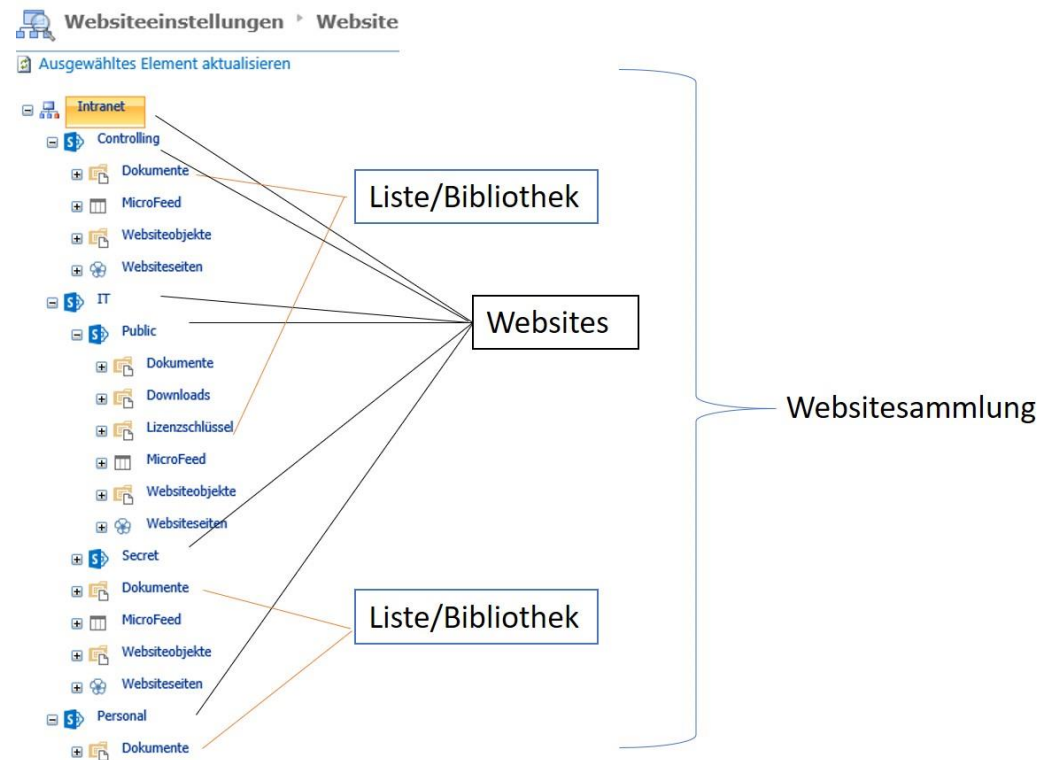 Websiteeinstellungen Website
Ausgewähltes Element aktualisieren
Intranet
Controlling
Dokumente
MicroFeed
Websiteobjekte
Websiteseiten
IT
Public
Dokumente
Downloads
Lizenzschlüssel
MicroFeed
Websiteobjekte
Websiteseiten
Secret
Dokumente
MicroFeed
Websiteobjekte
Websiteseiten
Personal
Dokumente
Liste/Bibliothek
Websites
Liste/Bibliothek
Websitesammlung